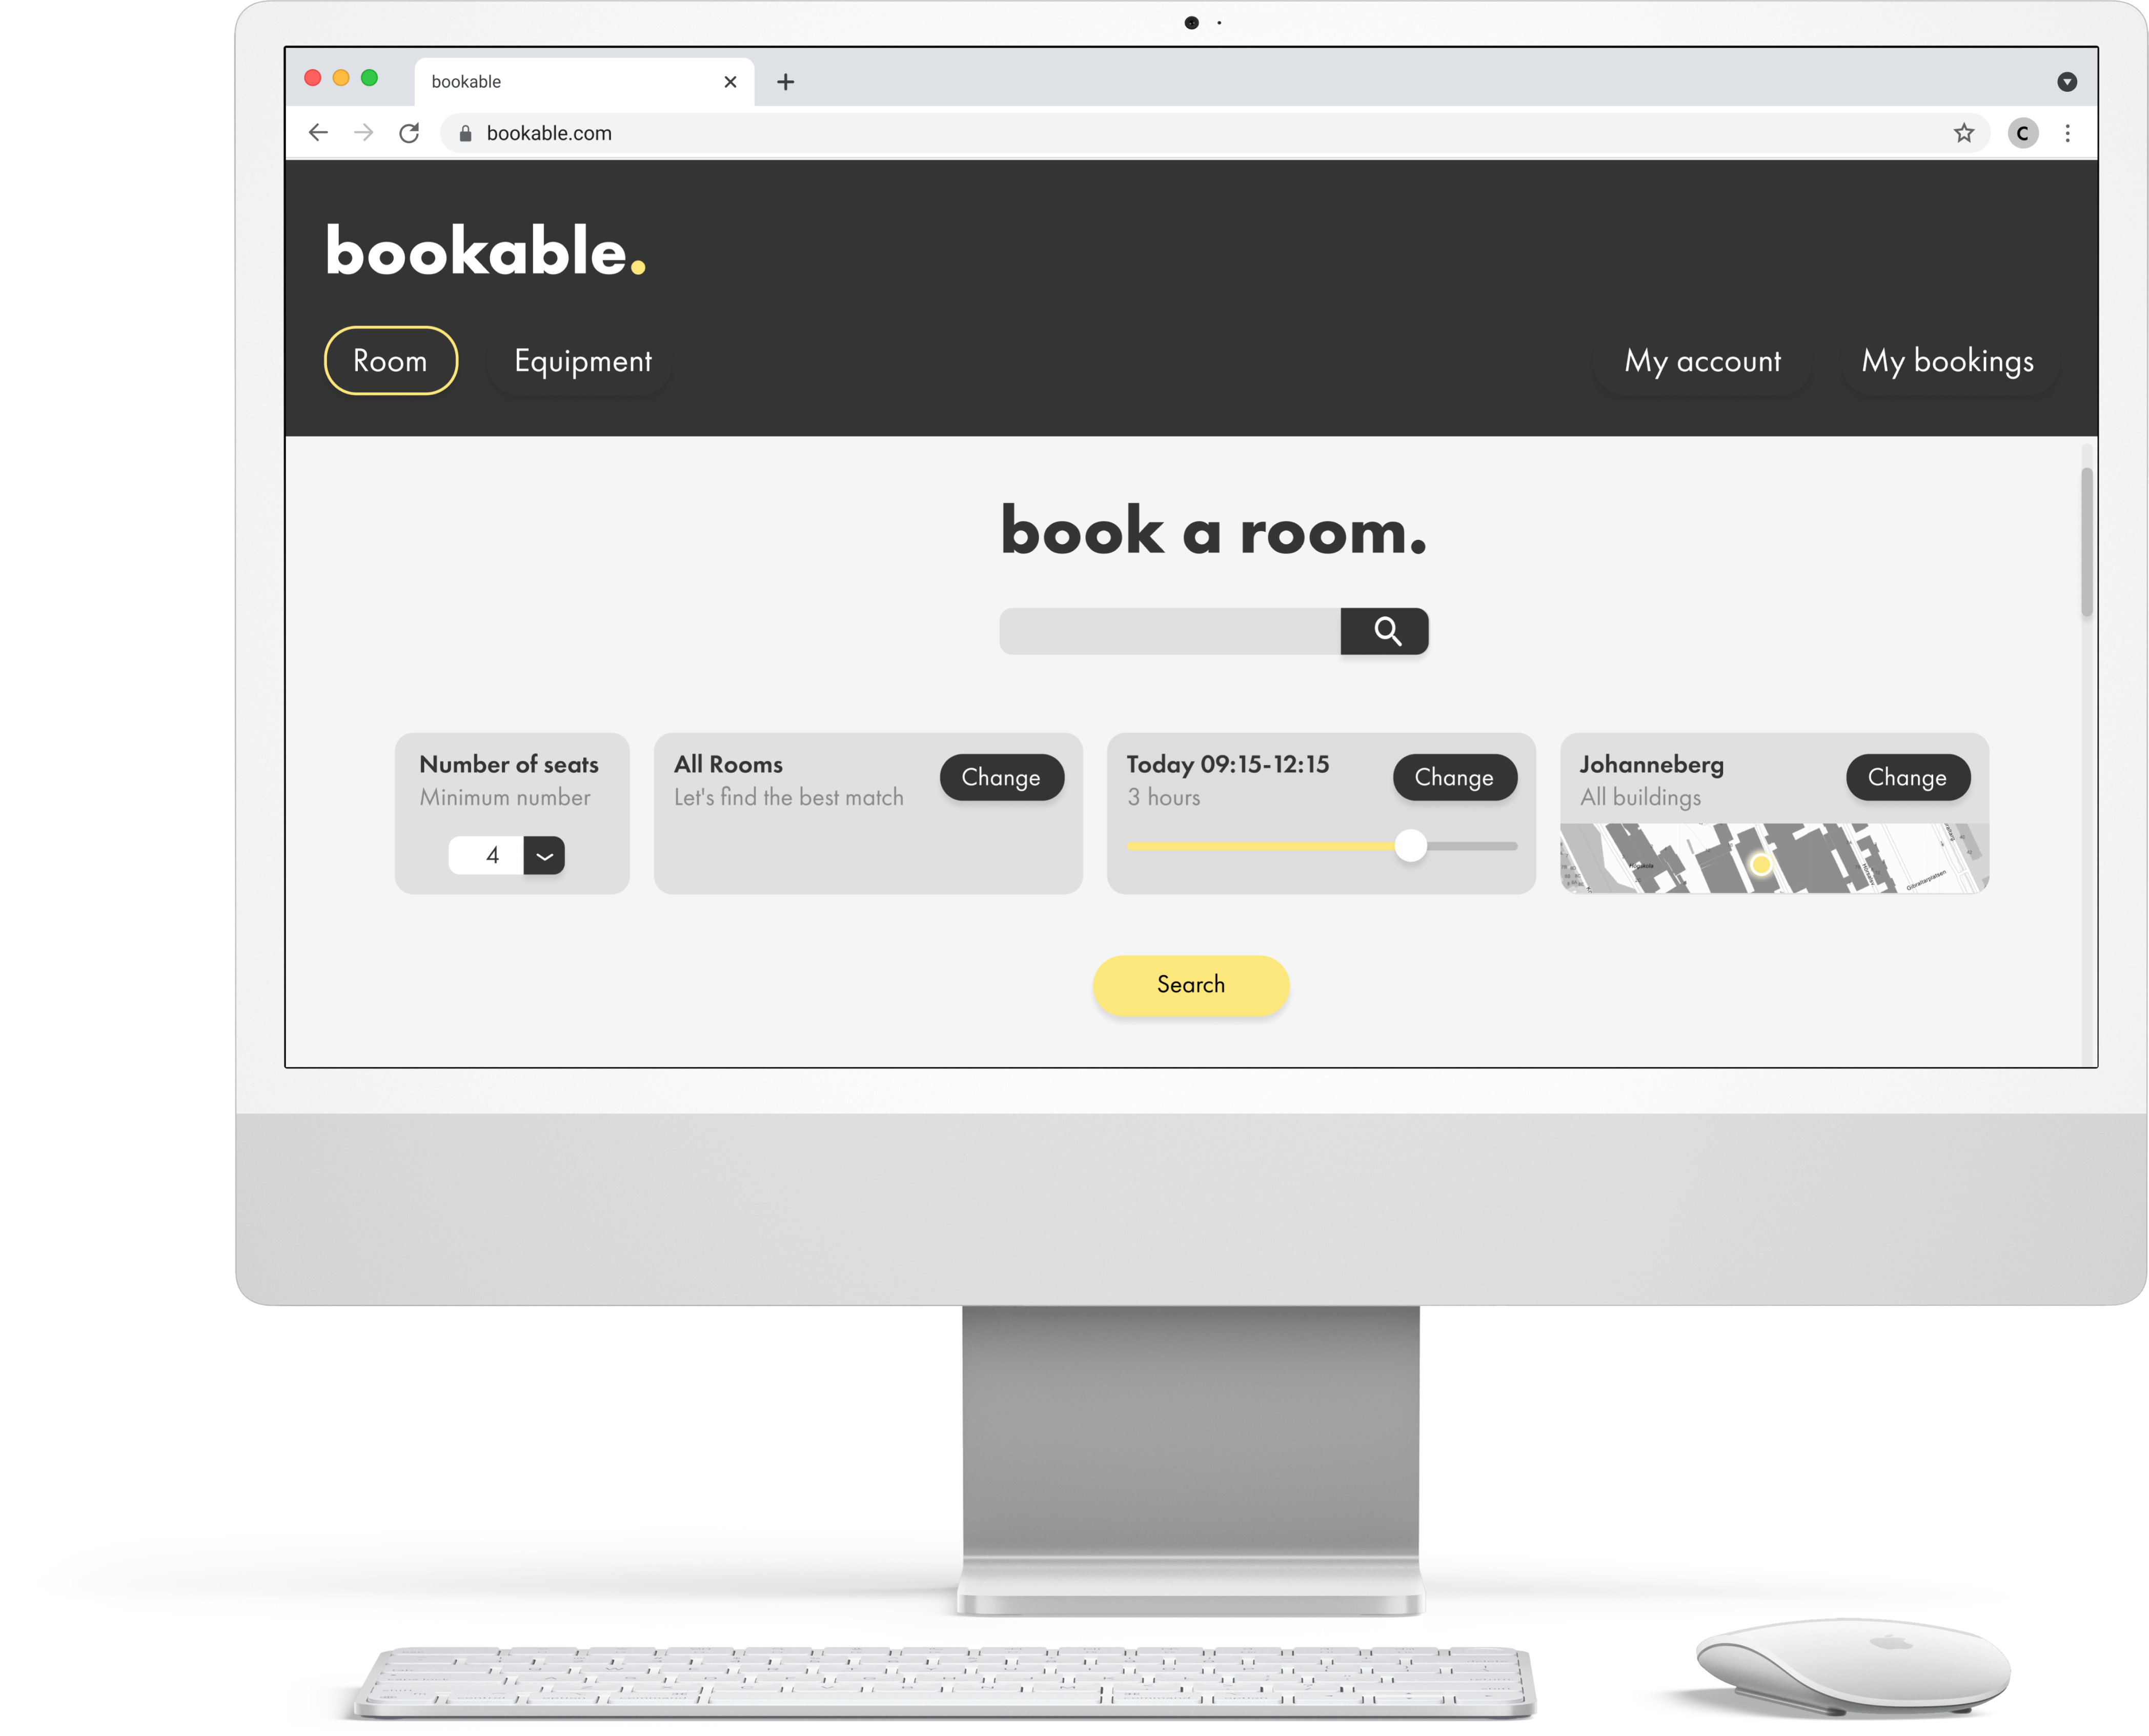 bookable
bookable.com
C
bookable.
Room
Equipment
My account
My bookings
book a room.
Number of seats
Minimum number
4
All Rooms
Let's find the best match
Change
Today 09:15-12:15
3 hours
Change
Johanneberg
All buildings
Change
Gibraltarplatsen
Search